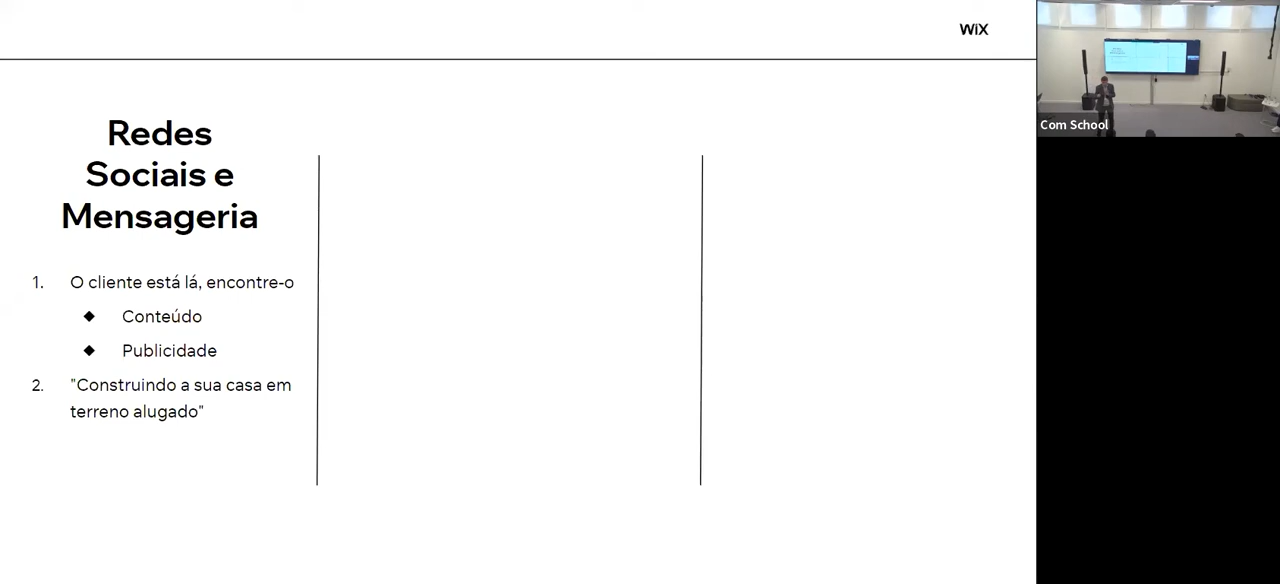 WiX
Com School
Redes
Sociais e
Mensageria
1. O cliente está lá, encontre-o
◆ Conteúdo
◆ Publicidade
2. "Construindo a sua casa em
terreno alugado"